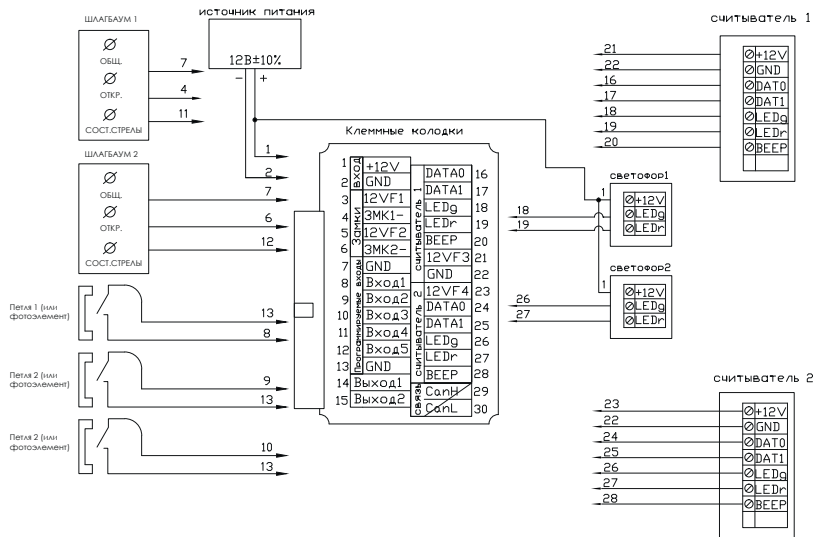 ШЛАГБАУМ 1
ОБЩ.
ОТКР.
СОСТ.СТРЕЛЫ
7
4
11
источник питания
12В±10%
− +
1
2
ШЛАГБАУМ 2
ОБЩ.
ОТКР.
СОСТ.СТРЕЛЫ
7
6
12
Петля 1 (или
фотоэлемент)
13
8
Петля 2 (или
фотоэлемент)
9
13
Петля 2 (или
фотоэлемент)
10
13
Клеммные колодки
вход
Замки
Программируемые входы
1 +12V
2 GND
3 12VF1
4 ЗМК1-
5 12VF2
6 ЗМК2-
7 GND
8 Вход1
9 Вход2
10 Вход3
11 Вход4
12 Вход5
13 GND
14 Выход1
15 Выход2
считыватель 1
считыватель 2
связь
DATA0 16
DATA1 17
LEDg 18
LEDr 19
BEEP 20
12VF3 21
GND 22
12VF4 23
DATA0 24
DATA1 25
LEDg 26
LEDr 27
BEEP 28
CanH 29
CanL 30
считыватель 1
21 +12V
22 GND
16 DAT0
17 DAT1
18 LEDg
19 LEDr
20 BEEP
светофор1
1 +12V
18 LEDg
19 LEDr
светофор2
1 +12V
26 LEDg
27 LEDr
считыватель 2
23 +12V
22 GND
24 DAT0
25 DAT1
26 LEDg
27 LEDr
28 BEEP